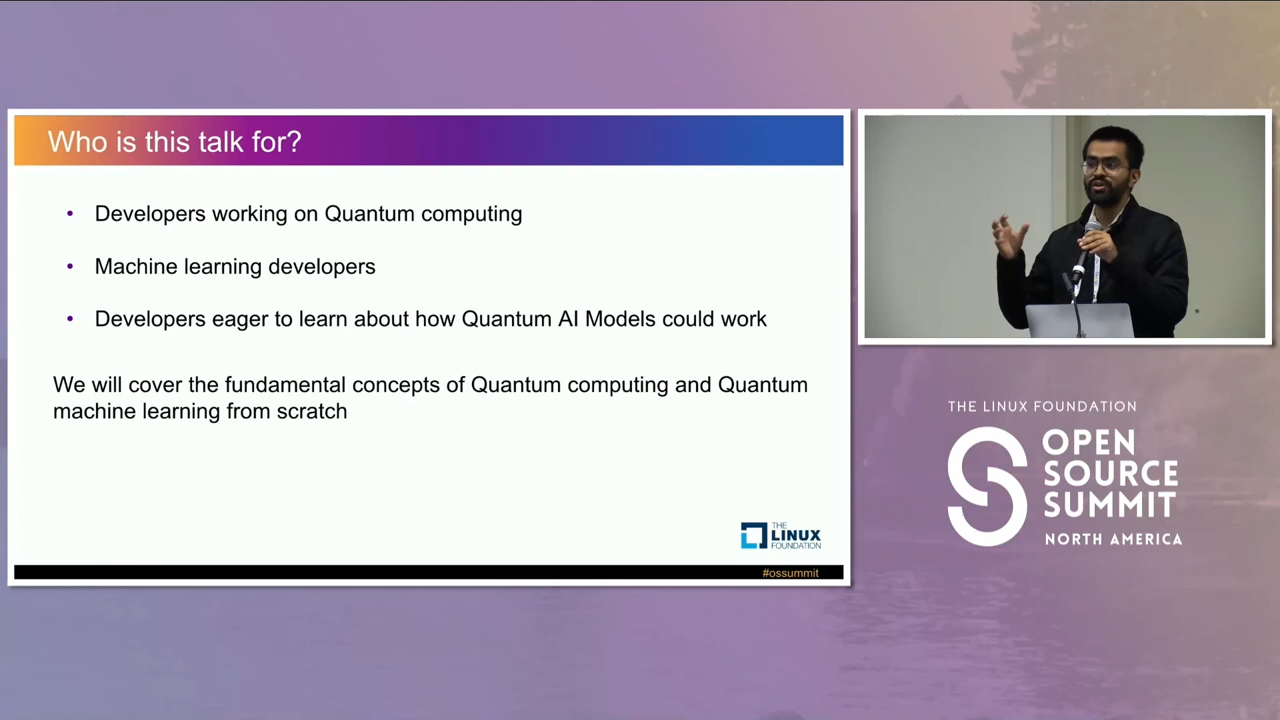 Who is this talk for?
• Developers working on Quantum computing
• Machine learning developers
• Developers eager to learn about how Quantum AI Models could work
We will cover the fundamental concepts of Quantum computing and Quantum
machine learning from scratch
THE
LINUX
FOUNDATION
#ossummit
THE LINUX FOUNDATION
OPEN
SOURCE
SUMMIT
NORTH AMERICA